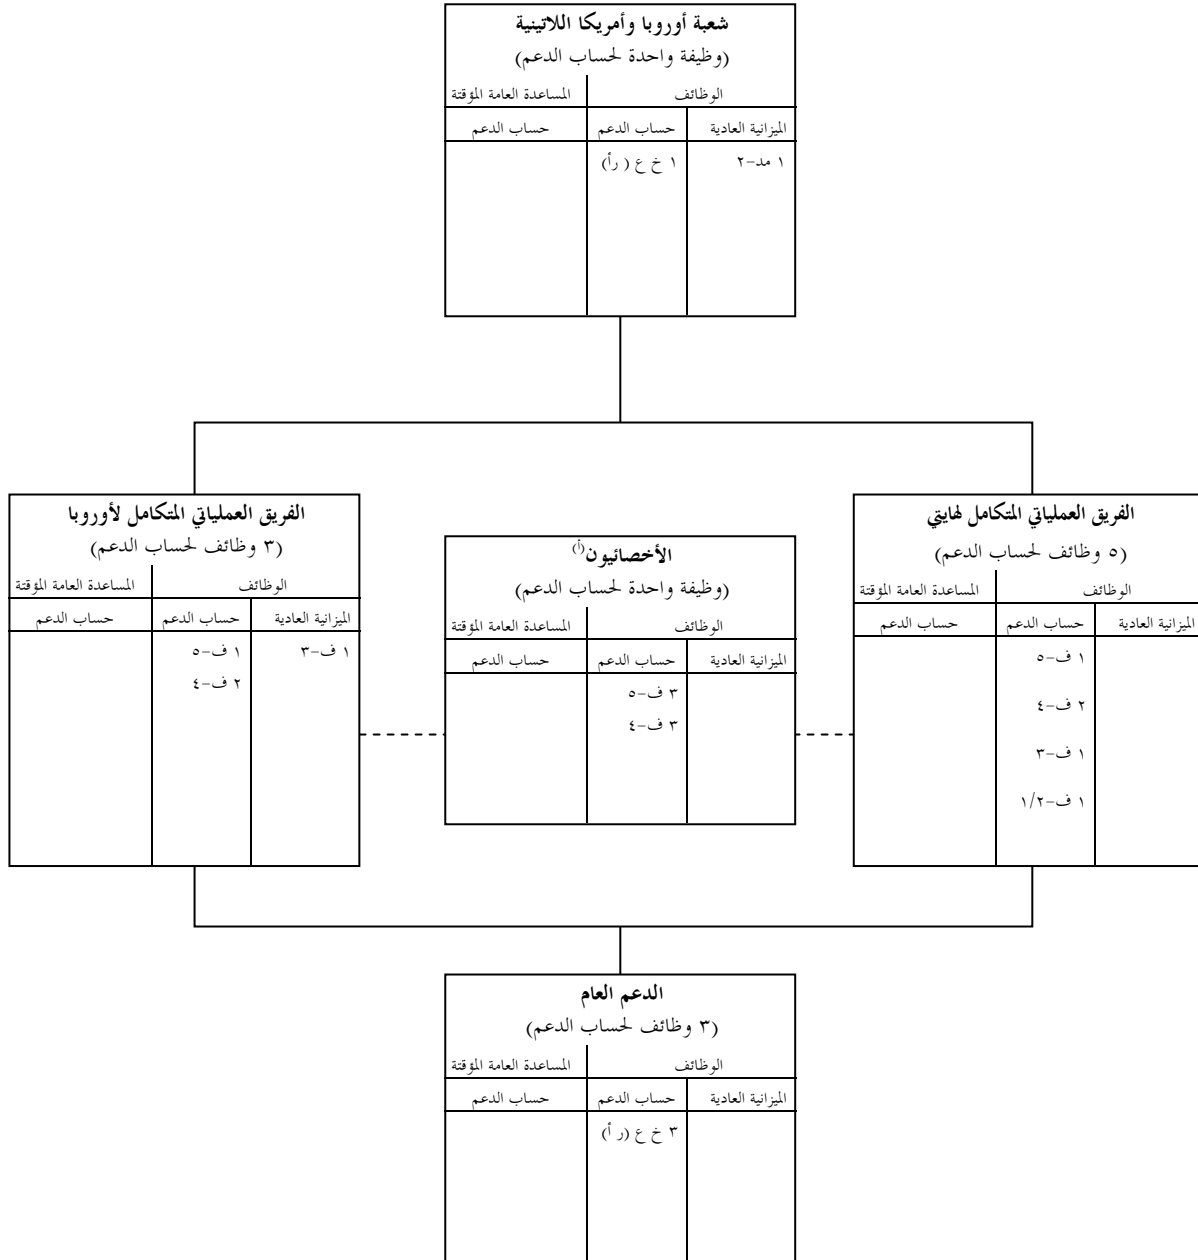 شعبة أوروبا وأمريكا اللاتينية
(وظيفة واحدة لحساب الدعم)
الوظائف المساعدة العامة المؤقتة
الميزانية العادية حساب الدعم حساب الدعم
١ مد-٢ ١ خ ع (رأ)
الفريق العملياتي المتكامل لهايتي
(٥ وظائف لحساب الدعم)
الوظائف المساعدة العامة المؤقتة
الميزانية العادية حساب الدعم حساب الدعم
١ ف-٥
٢ ف-٤
١ ف-٣
١ ف-١/٢
الأخصائيون(أ)
(وظيفة واحدة لحساب الدعم)
الوظائف المساعدة العامة المؤقتة
الميزانية العادية حساب الدعم حساب الدعم
٣ ف-٥
٣ ف-٤
الفريق العملياتي المتكامل لأوروبا
(٣ وظائف لحساب الدعم)
الوظائف المساعدة العامة المؤقتة
الميزانية العادية حساب الدعم حساب الدعم
١ ف-٣ ١ ف-٥
٢ ف-٤
الدعم العام
(٣ وظائف لحساب الدعم)
الوظائف المساعدة العامة المؤقتة
الميزانية العادية حساب الدعم حساب الدعم
٣ خ ع (ر أ)